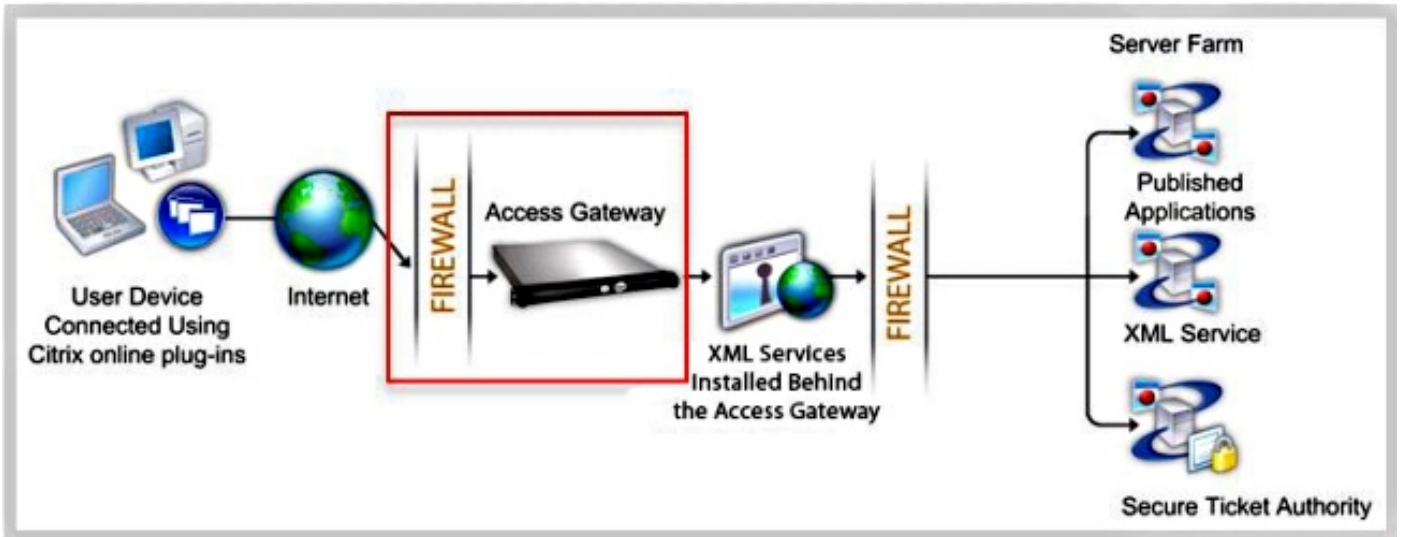 Server Farm
User Device
Connected Using
Citrix online plug-ins
Internet
FIREWALL
Access Gateway
XML Services
Installed Behind
the Access Gateway
FIREWALL
Published
Applications
XML Service
Secure Ticket Authority